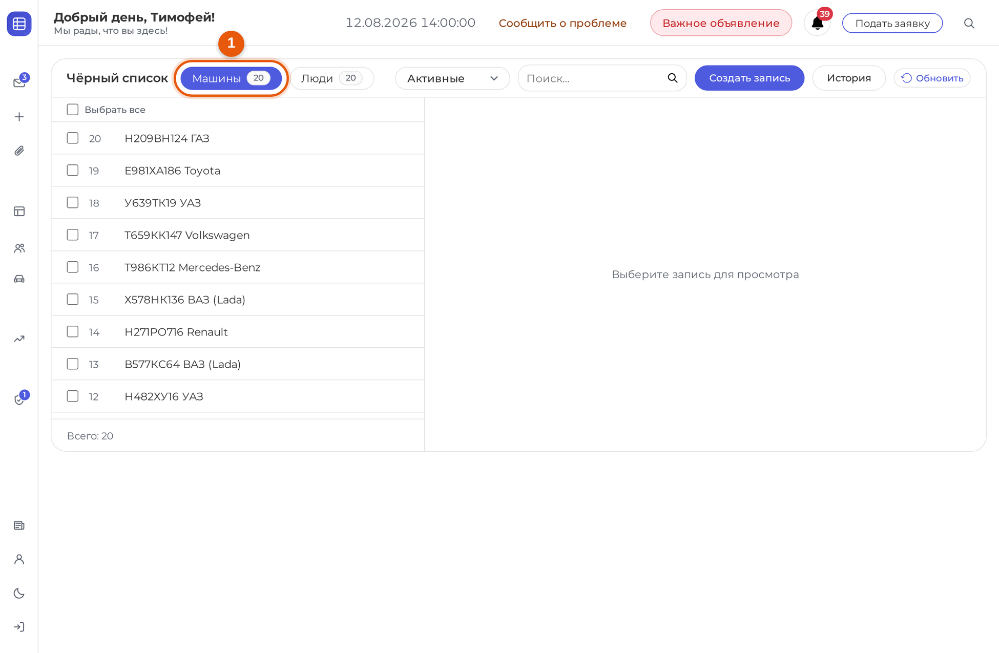 Добрый день, Тимофей!
Мы рады, что вы здесь!
12.08.2026 14:00:00
Сообщить о проблеме
Важное объявление
39
Подать заявку
1
Чёрный список
Машины 20
Люди 20
Активные
Поиск...
Создать запись
История
Обновить
3
Выбрать все
20 Н209ВН124 ГАЗ
19 Е981ХА186 Toyota
18 У639ТК19 УАЗ
17 Т659КК147 Volkswagen
16 Т986КТ12 Mercedes-Benz
15 Х578НК136 ВАЗ (Lada)
14 Н271РО716 Renault
13 В577КС64 ВАЗ (Lada)
12 Н482ХУ16 УАЗ
Всего: 20
Выберите запись для просмотра
1